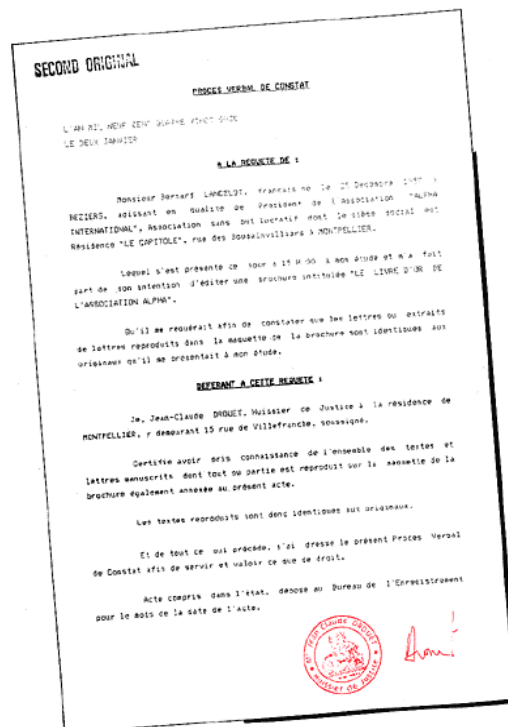 SECOND ORIGINAL
PROCES VERBAL DE CONSTAT
L'AN MIL NEUF CENT QUATRE VINGT
LE DEUX JANVIER
A LA REQUETE DE :
Monsieur Bernard LANCELOT, francais ne le Decembre à
BEZIERS, agissant en qualite de President de l'Association "ALPHA
INTERNATIONAL", Association sans but lucratif dont le siège social est
Résidence "LE CAPITOLE", rue des à MONTPELLIER.
Lequel s'est présenté ce jour à 15 H 00 à mon étude et m'a fait
part de son intention d'éditer une brochure intitulée "LE LIVRE D'OR DE
L'ASSOCIATION ALPHA".
Qu'il me requérait afin de constater que les lettres ou extraits
de lettres reproduits dans la maquette de la brochure sont identiques aux
originaux qu'il me présentait à mon étude.
DEFERANT A CETTE REQUETE :
Je, Jean-Claude DROUET, Huissier de Justice à la résidence de
MONTPELLIER, y demeurant 15 rue de Villefranche, soussigné.
Certifie avoir pris connaissance de l'ensemble des textes et
lettres manuscrits dont tout ou partie est reproduit sur la maquette de la
brochure également annexée au présent acte.
Les textes reproduits sont donc identiques aux originaux.
Et de tout ce qui précède, j'ai dressé le présent Procès Verbal
de Constat afin de servir et valoir ce que de droit.
Acte compris dans l'état, déposé au Bureau de l'Enregistrement
pour le mois de la date de l'acte.
Me Jean Claude DROUET
Huissier de Justice